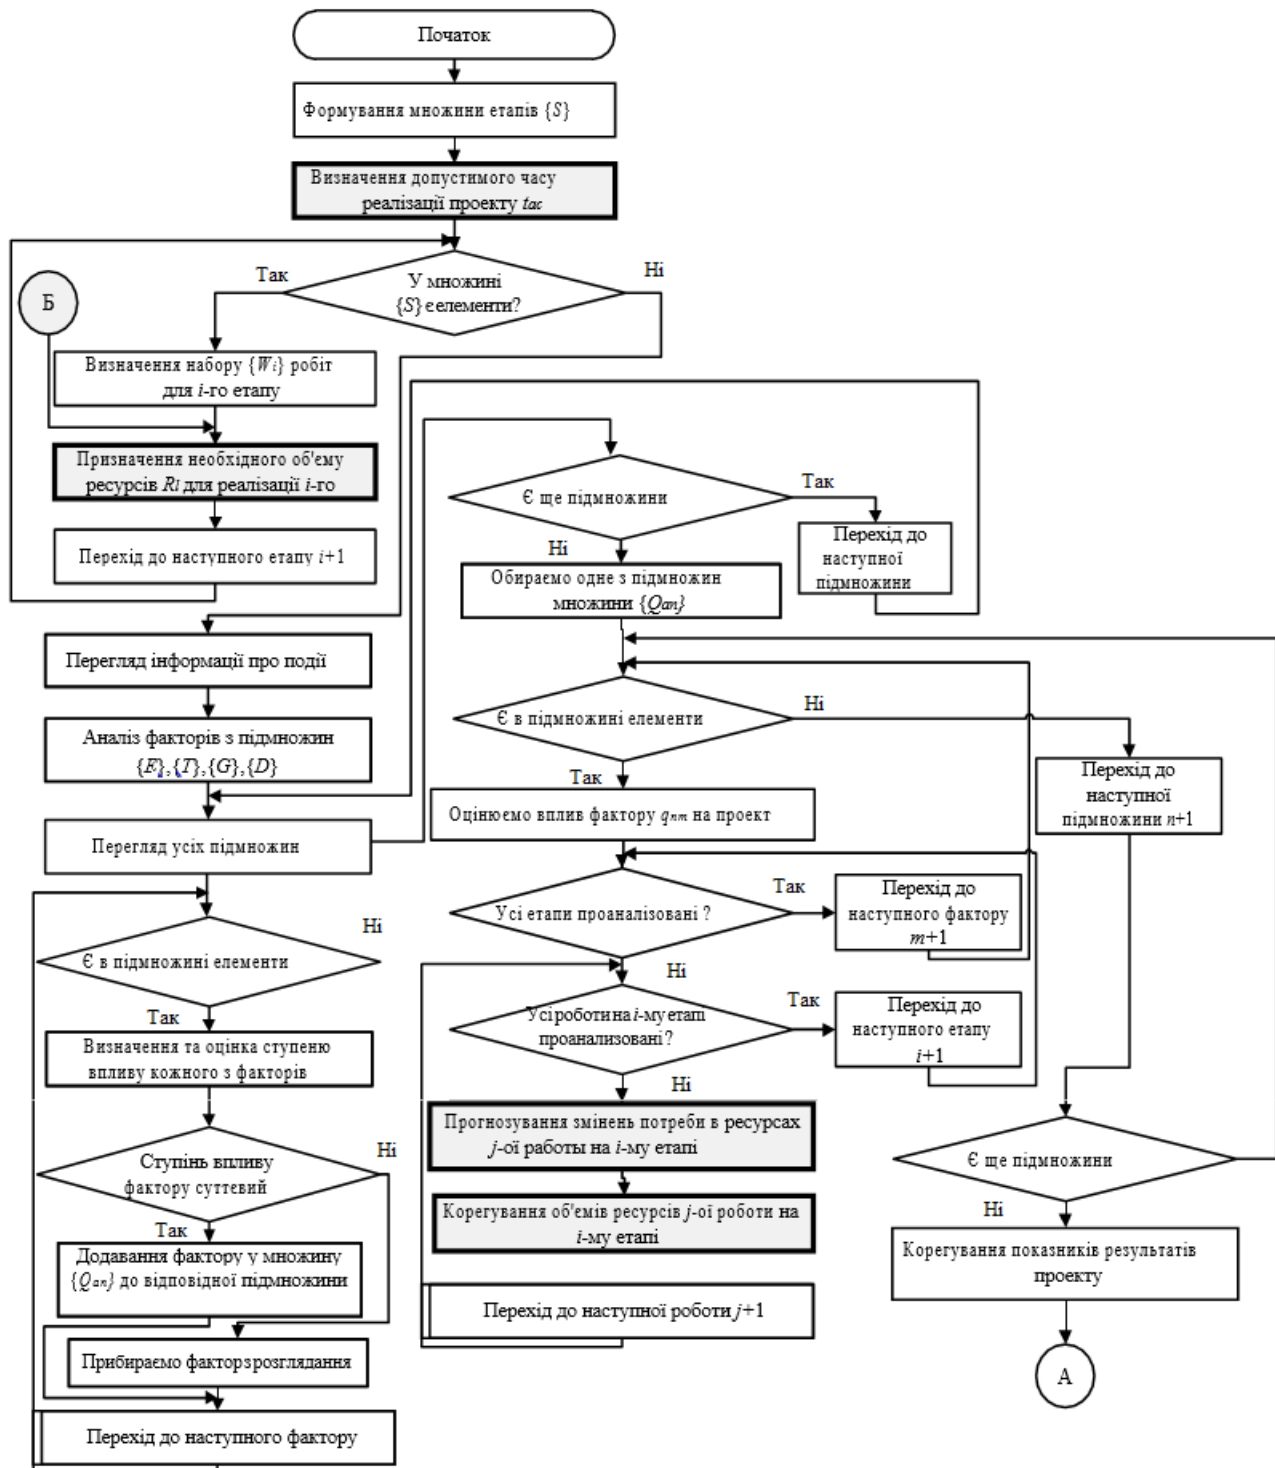 Початок
Формування множини етапів {S}
Визначення допустимого часу
реалізації проекту tac
Так
Ні
У множині
{S} є елементи?
Б
Визначення набору {Wi} робіт
для i-го етапу
Призначення необхідного об'єму
ресурсів Rl для реалізації i-го
Перехід до наступного етапу i+1
Перегляд інформації про події
Аналіз факторів з підмножин
{E},{T},{G},{D}
Перегляд усіх підмножин
Ні
Є в підмножині елементи
Так
Визначення та оцінка ступеню
впливу кожного з факторів
Ні
Ступінь впливу
фактору суттєвий
Так
Додавання фактору у множину
{Qan} до відповідної підмножини
Прибираємо фактор з розглядання
Перехід до наступного фактору
Є ще підмножини
Так
Ні
Перехід до
наступної
підмножини
Обираємо одне з підмножин
множини {Qan}
Є в підмножині елементи
Ні
Так
Оцінюємо вплив фактору qnm на проект
Усі етапи проаналізовані ?
Так
Перехід до
наступного фактору
m+1
Ні
Усі роботи на i-му етапі
проанализовані ?
Так
Перехід до
наступного етапу
i+1
Ні
Прогнозування змінень потреби в ресурсах
j-ої работы на i-му етапі
Корегування об'ємів ресурсів j-ої роботи на
i-му етапі
Перехід до наступної роботи j+1
Перехід до
наступної
підмножини n+1
Є ще підмножини
Ні
Корегування показників результатів
проекту
А